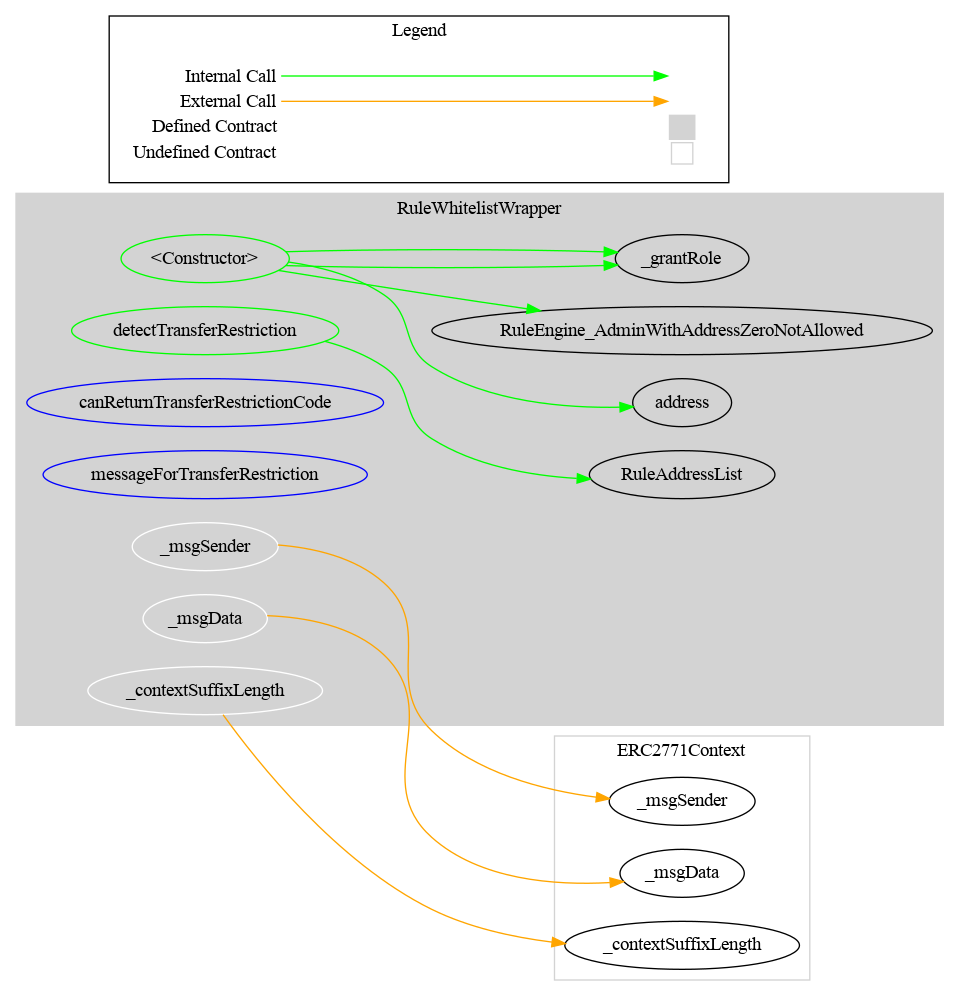 Legend
Internal Call
External Call
Defined Contract
Undefined Contract
RuleWhitelistWrapper
<Constructor>
_grantRole
detectTransferRestriction
RuleEngine_AdminWithAddressZeroNotAllowed
canReturnTransferRestrictionCode
address
messageForTransferRestriction
RuleAddressList
_msgSender
_msgData
_contextSuffixLength
ERC2771Context
_msgSender
_msgData
_contextSuffixLength